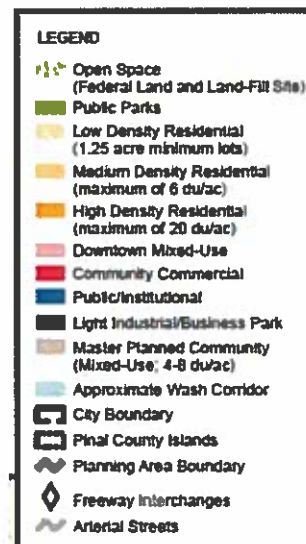 LEGEND
Open Space
(Federal Land and Land-Fill Site)
Public Parks
Low Density Residential
(1.25 acre minimum lots)
Medium Density Residential
(maximum of 6 du/ac)
High Density Residential
(maximum of 20 du/ac)
Downtown Mixed-Use
Community Commercial
Public/Institutional
Light Industrial/Business Park
Master Planned Community
(Mixed-Use; 4-8 du/ac)
Approximate Wash Corridor
City Boundary
Pinal County Islands
Planning Area Boundary
Freeway Interchanges
Arterial Streets